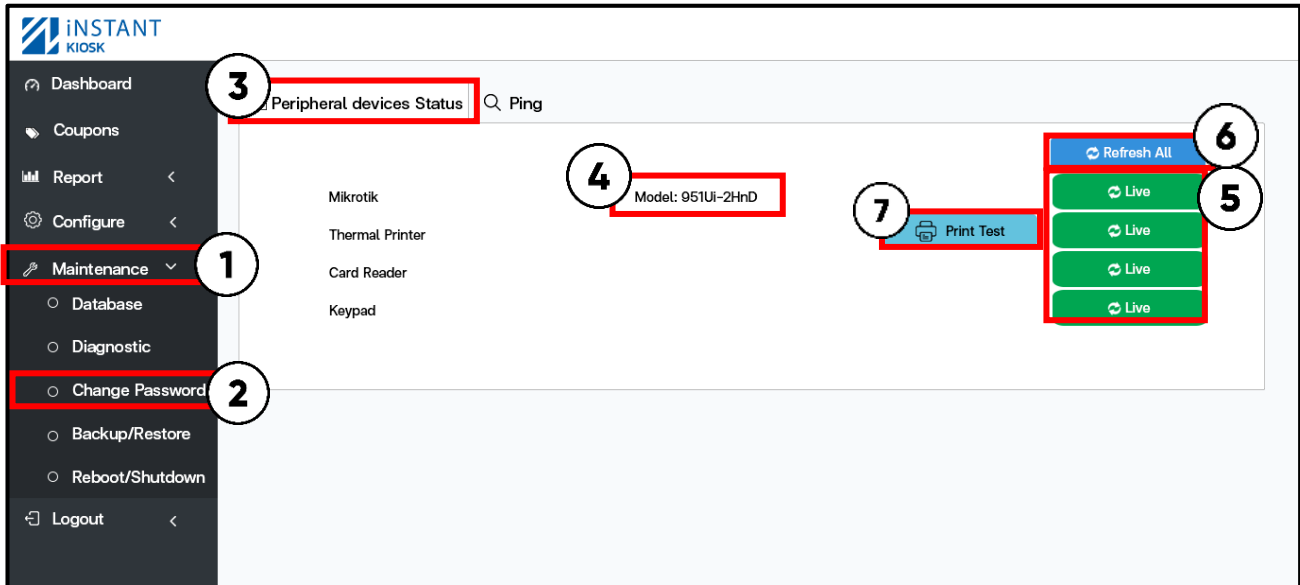 iNSTANT
KIOSK
Dashboard
Coupons
Report
Configure
Maintenance
1
Database
Diagnostic
Change Password
2
Backup/Restore
Reboot/Shutdown
Logout
3
Peripheral devices Status
Ping
6
Refresh All
Mikrotik
4
Model: 951Ui-2HnD
Live
5
Thermal Printer
7
Print Test
Live
Card Reader
Live
Keypad
Live